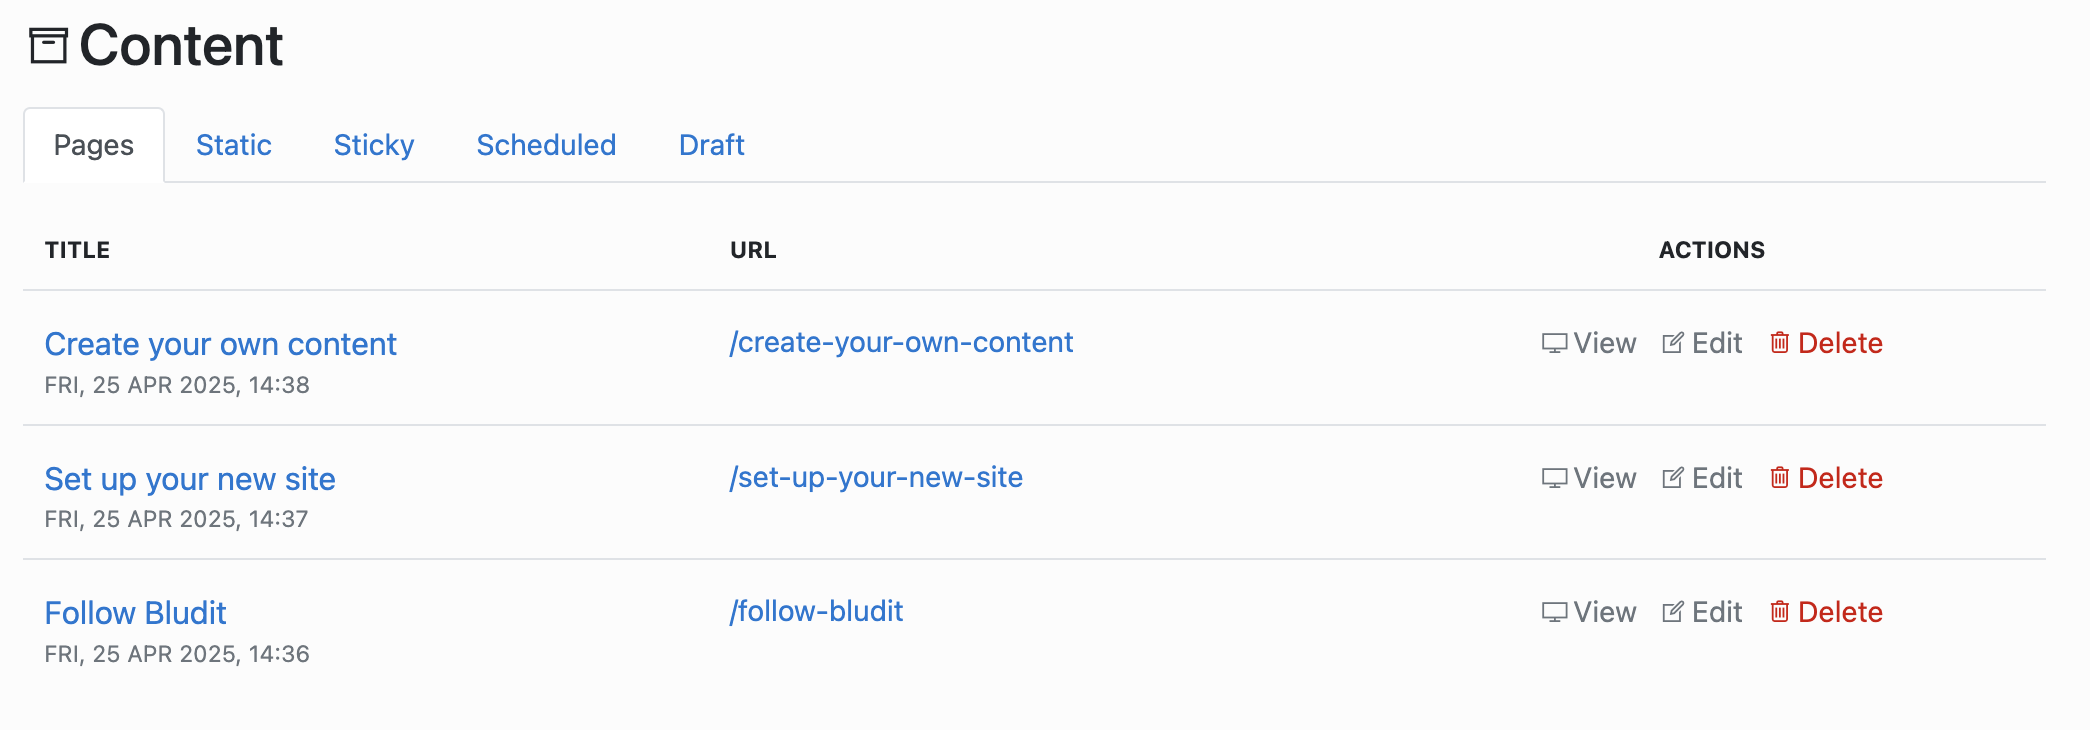 Content
Pages Static Sticky Scheduled Draft
TITLE URL ACTIONS
Create your own content /create-your-own-content View Edit Delete
FRI, 25 APR 2025, 14:38
Set up your new site /set-up-your-new-site View Edit Delete
FRI, 25 APR 2025, 14:37
Follow Bludit /follow-bludit View Edit Delete
FRI, 25 APR 2025, 14:36